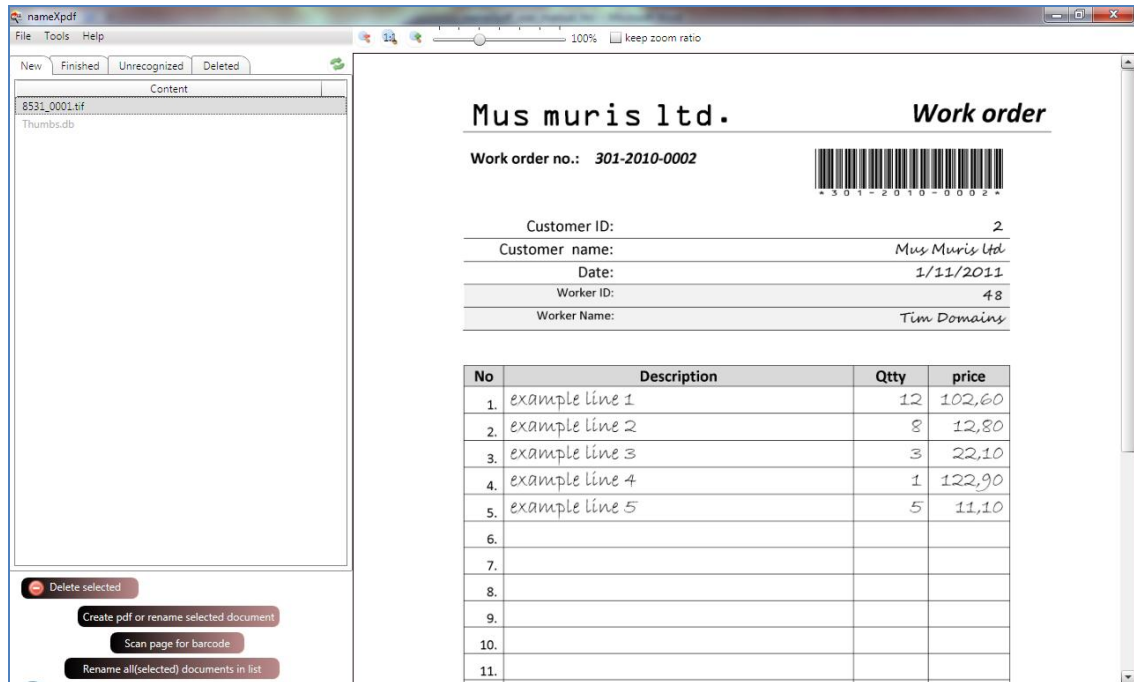 nameXpdf
File Tools Help
1:1 100% keep zoom ratio
New Finished Unrecognized Deleted
Content
8531_0001.tif
Thumbs.db
Delete selected
Create pdf or rename selected document
Scan page for barcode
Rename all(selected) documents in list
Mus muris ltd. Work order
Work order no.: 301-2010-0002
*301-2010-0002*
Customer ID: 2
Customer name: Mus Muris ltd
Date: 1/11/2011
Worker ID: 48
Worker Name: Tim Domains
No Description Qtty price
1. example line 1 12 102,60
2. example line 2 8 12,80
3. example line 3 3 22,10
4. example line 4 1 122,90
5. example line 5 5 11,10
6.
7.
8.
9.
10.
11.